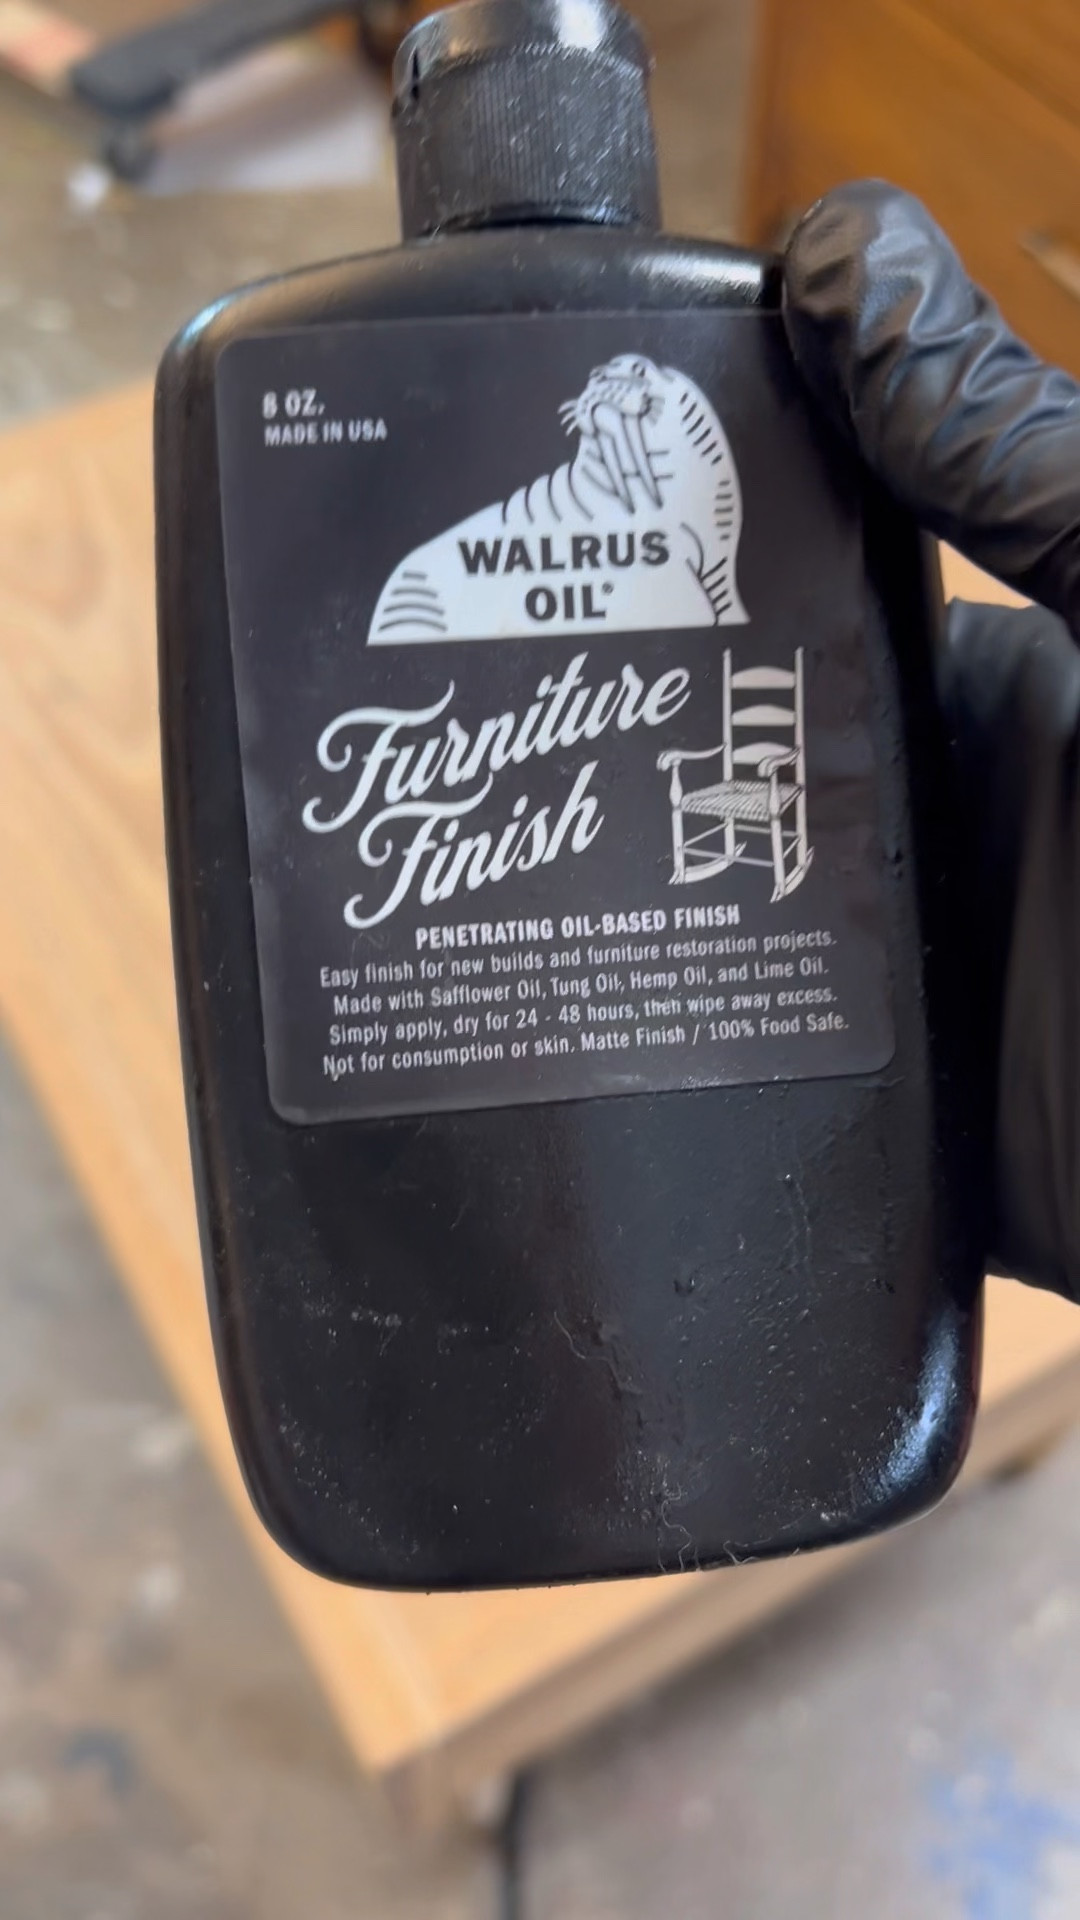 8 OZ.
MADE IN USA
WALRUS
OIL®
Furniture
Finish
PENETRATING OIL-BASED FINISH
Easy finish for new builds and furniture restoration projects.
Made with Safflower Oil, Tung Oil, Hemp Oil, and Lime Oil.
Simply apply, dry for 24 - 48 hours, then wipe away excess.
Not for consumption or skin. Matte Finish / 100% Food Safe.